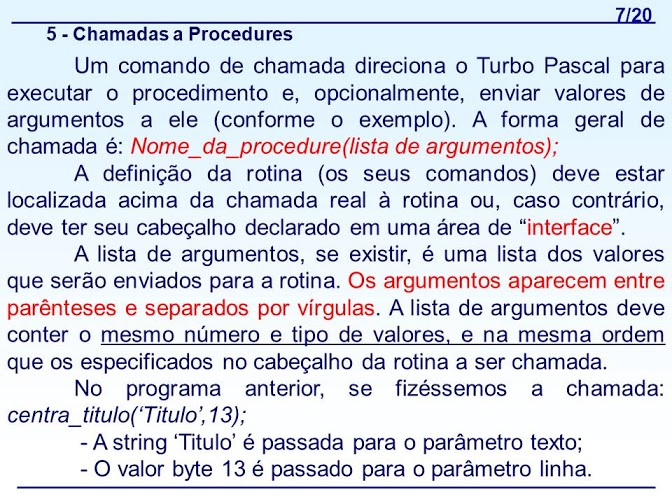 7/20
5 - Chamadas a Procedures
Um comando de chamada direciona o Turbo Pascal para
executar o procedimento e, opcionalmente, enviar valores de
argumentos a ele (conforme o exemplo). A forma geral de
chamada é: Nome_da_procedure(lista de argumentos);
A definição da rotina (os seus comandos) deve estar
localizada acima da chamada real à rotina ou, caso contrário,
deve ter seu cabeçalho declarado em uma área de “interface”.
A lista de argumentos, se existir, é uma lista dos valores
que serão enviados para a rotina. Os argumentos aparecem entre
parênteses e separados por vírgulas. A lista de argumentos deve
conter o mesmo número e tipo de valores, e na mesma ordem
que os especificados no cabeçalho da rotina a ser chamada.
No programa anterior, se fizéssemos a chamada:
centra_titulo(‘Titulo’,13);
- A string ‘Titulo’ é passada para o parâmetro texto;
- O valor byte 13 é passado para o parâmetro linha.